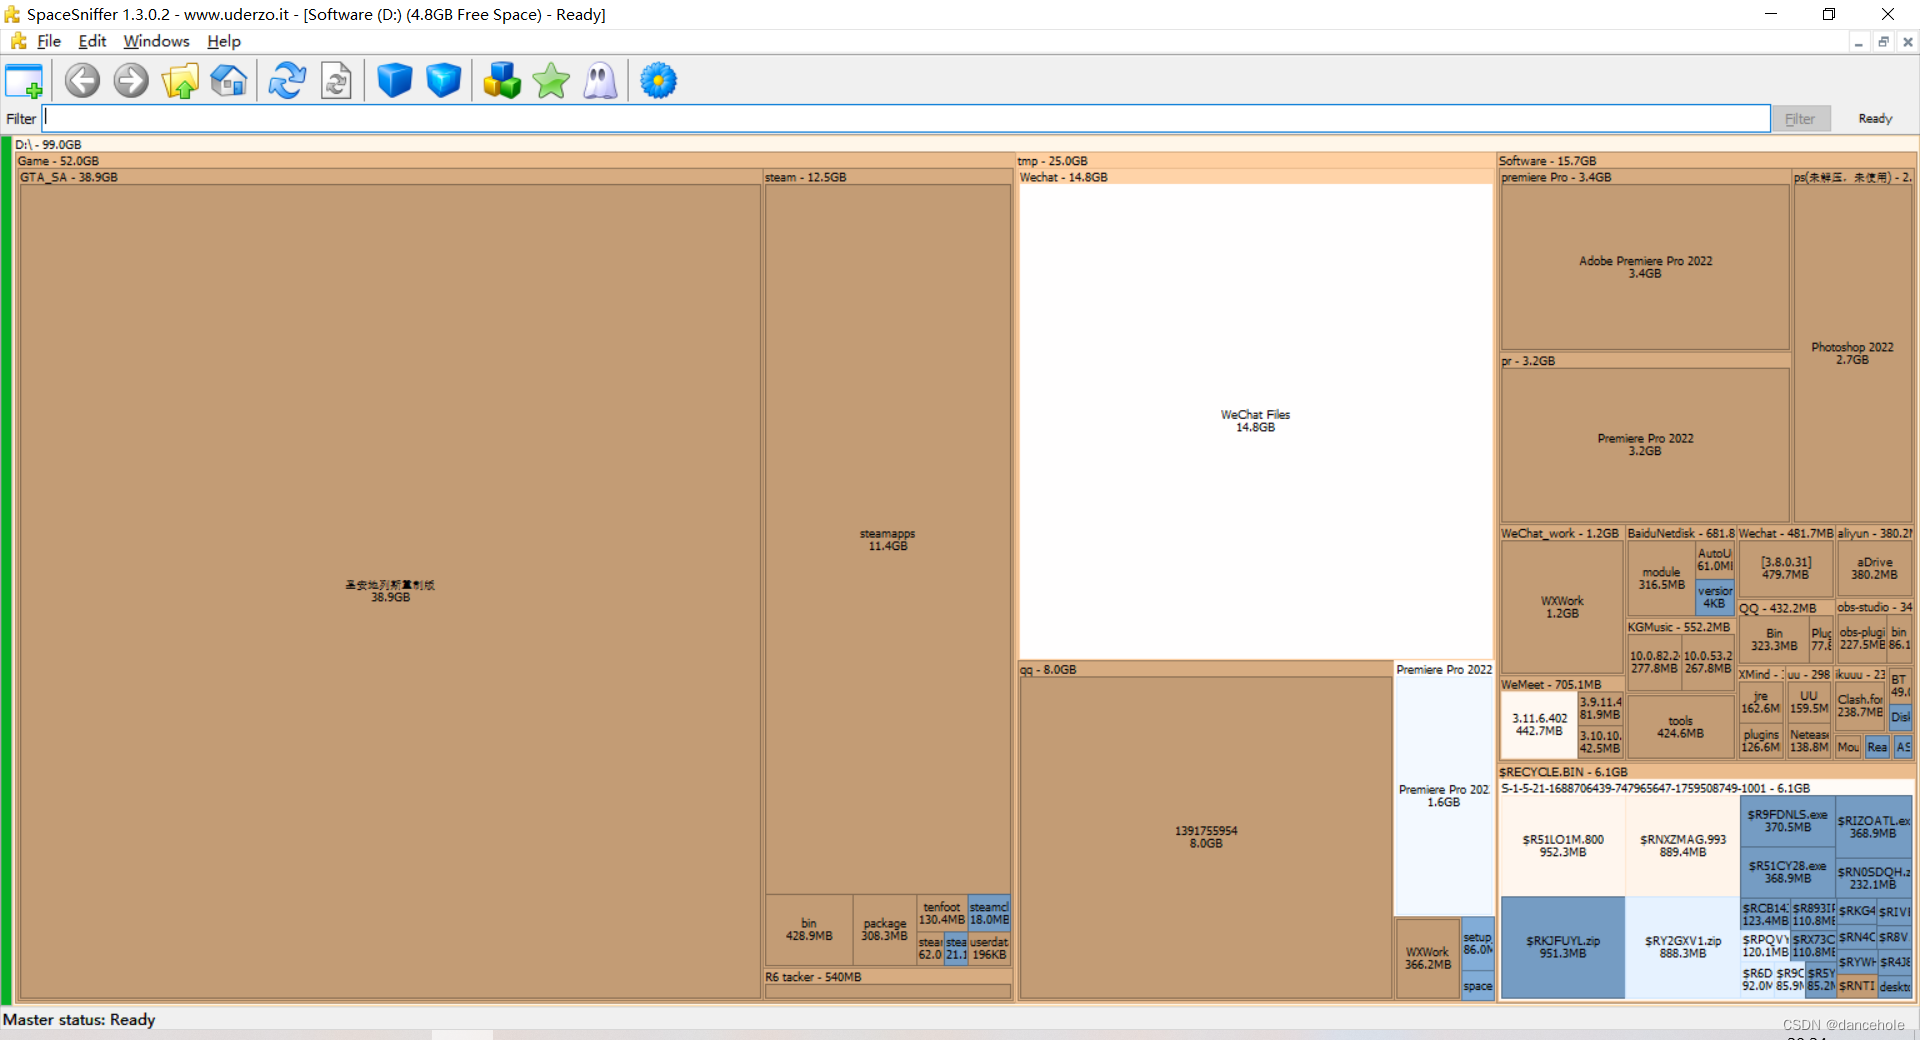 SpaceSniffer 1.3.0.2 - www.uderzo.it - [Software (D:) (4.8GB Free Space) - Ready]
File Edit Windows Help
Filter
Filter
Ready
D:\ - 99.0GB
Game - 52.0GB
GTA_SA - 38.9GB
圣安地列斯重制版
38.9GB
steam - 12.5GB
steamapps
11.4GB
bin
428.9MB
package
308.3MB
tenfoot
130.4MB
steamcl
18.0MB
stear
62.0
stea
21.1
userdat
196KB
R6 tacker - 540MB
tmp - 25.0GB
Wechat - 14.8GB
WeChat Files
14.8GB
qq - 8.0GB
1391755954
8.0GB
Premiere Pro 2022
Premiere Pro 202
1.6GB
WXWork
366.2MB
setup
86.0M
space
Software - 15.7GB
premiere Pro - 3.4GB
Adobe Premiere Pro 2022
3.4GB
ps(未解压，未使用) - 2.
Photoshop 2022
2.7GB
pr - 3.2GB
Premiere Pro 2022
3.2GB
WeChat_work - 1.2GB
WXWork
1.2GB
BaiduNetdisk - 681.8
module
316.5MB
AutoU
61.0MI
versior
4KB
Wechat - 481.7MB
[3.8.0.31]
479.7MB
aliyun - 380.2M
aDrive
380.2MB
QQ - 432.2MB
Bin
323.3MB
Plug
77.8
obs-studio - 34
obs-plugi
227.5MB
bin
86.1
KGMusic - 552.2MB
10.0.82.2
277.8MB
10.0.53.2
267.8MB
tools
424.6MB
WeMeet - 705.1MB
3.11.6.402
442.7MB
3.9.11.4
81.9MB
3.10.10.
42.5MB
XMind - 
jre
162.6M
plugins
126.6M
uu - 298
UU
159.5M
Neteas
138.8M
ikuuu - 23
Clash.for
238.7MB
BT
49.0
Disl
Mou
Rea
AS
$RECYCLE.BIN - 6.1GB
S-1-5-21-1688706439-747965647-1759508749-1001 - 6.1GB
$R51LO1M.800
952.3MB
$RNXZMAG.993
889.4MB
$R9FDNLS.exe
370.5MB
$RIZOATL.ex
368.9MB
$R51CY28.exe
368.9MB
$RN0SDQH.z
232.1MB
$RKJFUYL.zip
951.3MB
$RY2GXV1.zip
888.3MB
$RCB14
123.4MB
$R893IF
110.8ME
$RKG4
$RIVI
$RPQVY
120.1MB
$RX73C
110.8ME
$RN4C
$R8V
$RYWH
$R4JE
$R6D
92.0M
$R9C
85.9M
$R5Y
85.2M
$RNTI
deskto
Master status: Ready
CSDN @dancehole